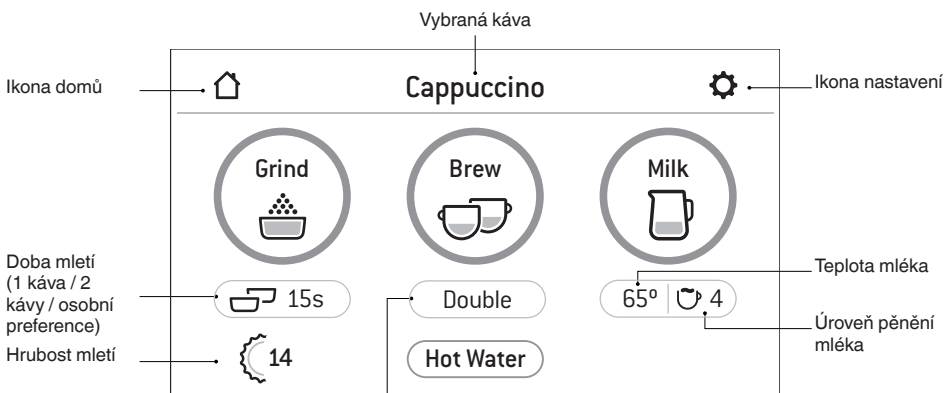 Vybraná káva
Ikona domů
Cappuccino
Ikona nastavení
Grind
Brew
Milk
Doba mletí
(1 káva / 2
kávy / osobní
preference)
15s
Double
65º
4
Teplota mléka
Úroveň pěnění
mléka
Hrubost mletí
14
Hot Water